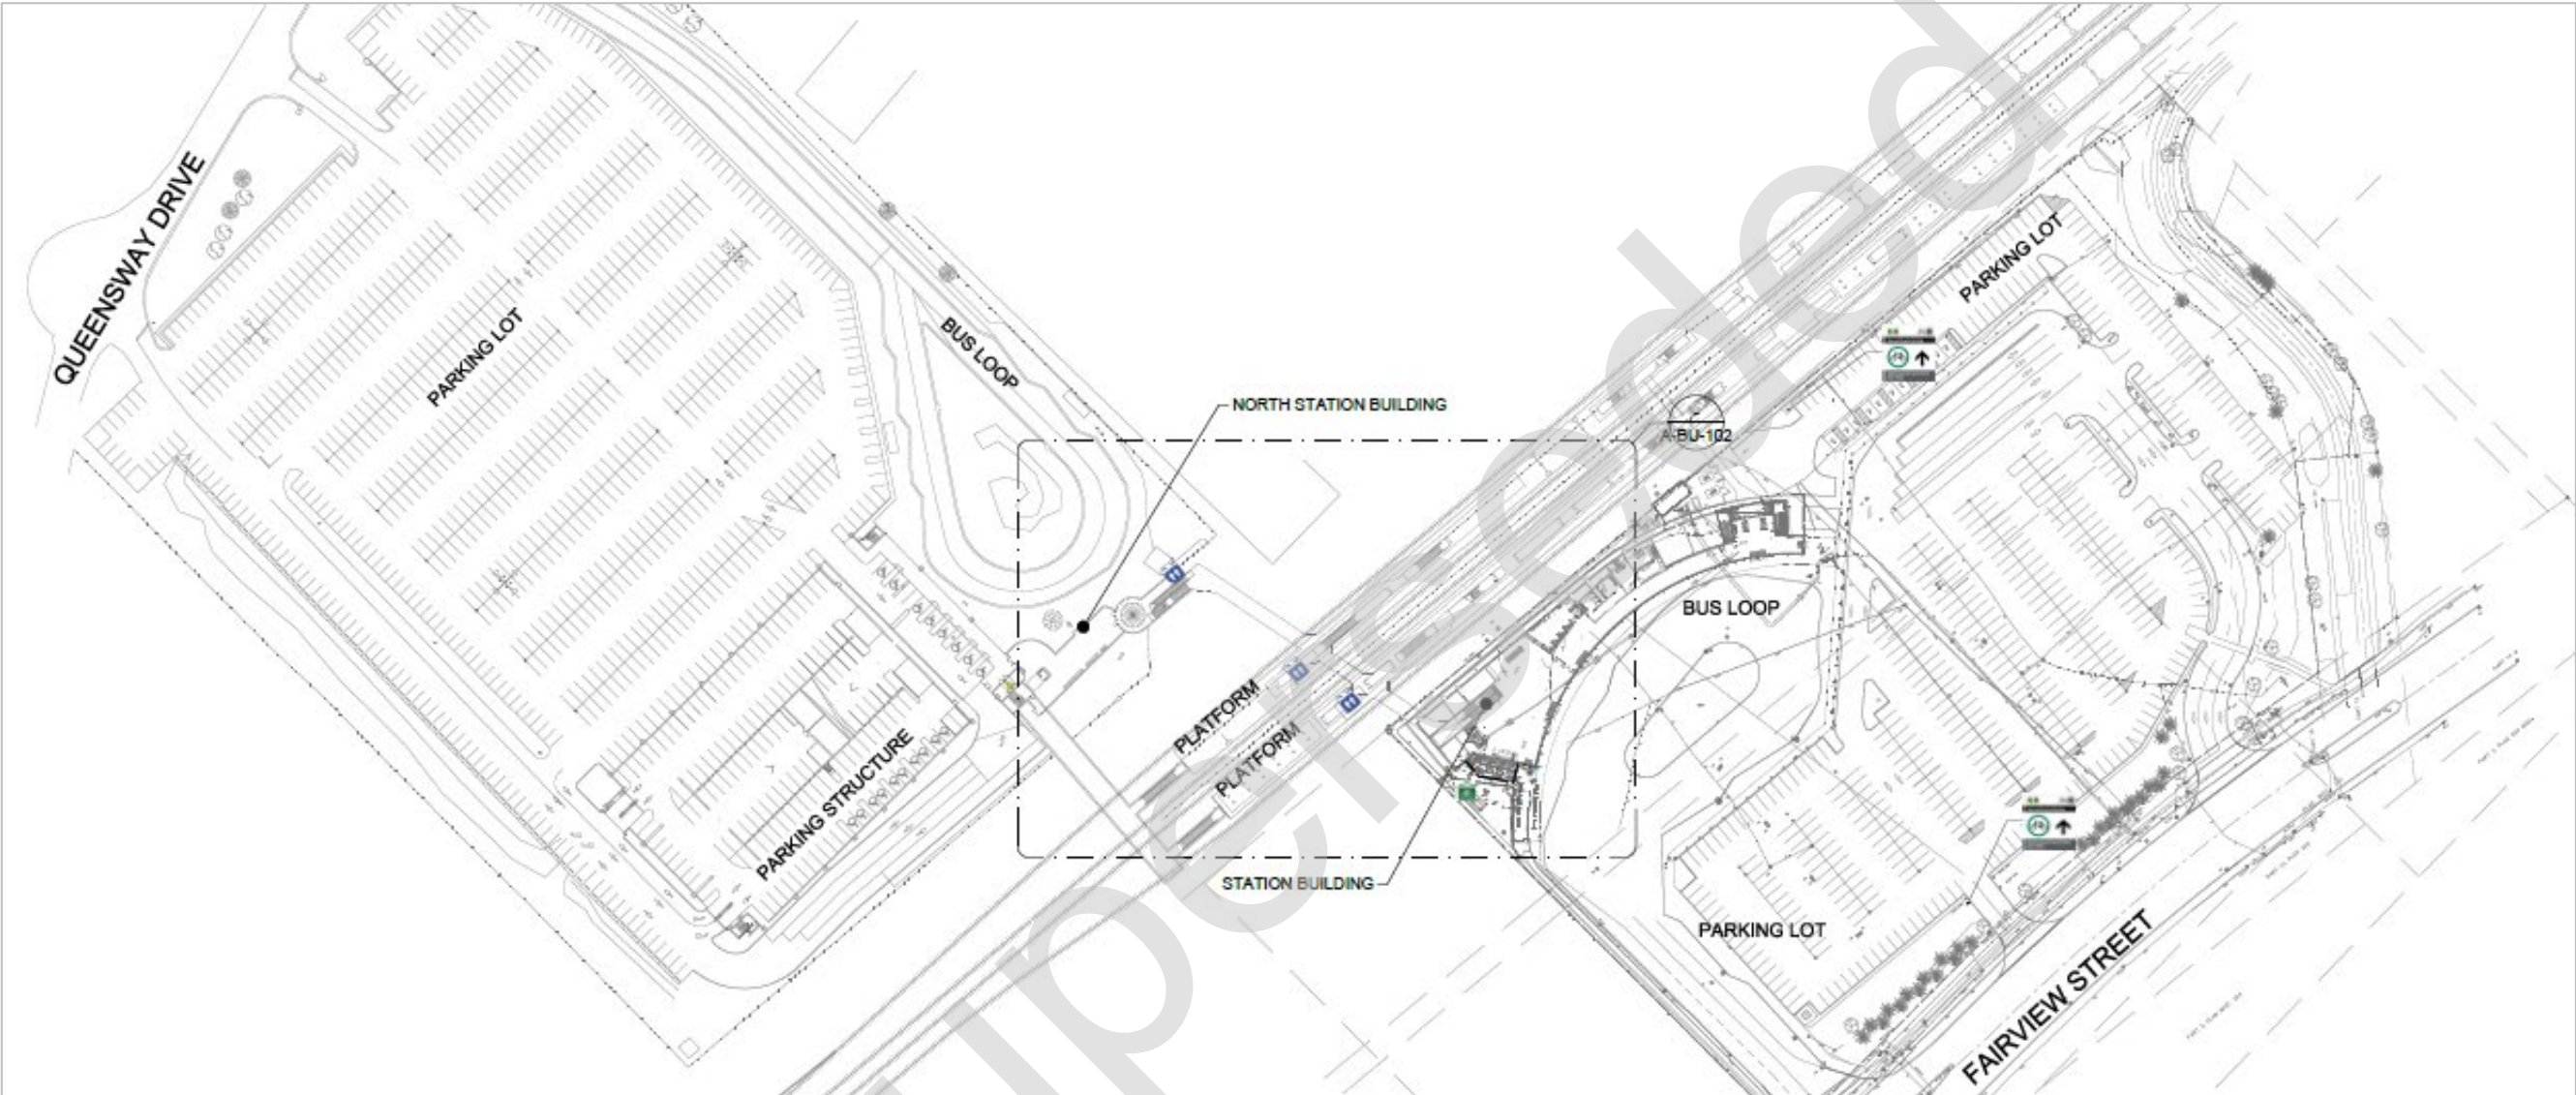 QUEENSWAY DRIVE
PARKING LOT
BUS LOOP
NORTH STATION BUILDING
A-BU-102
PARKING LOT
BUS LOOP
PLATFORM
PLATFORM
PARKING STRUCTURE
STATION BUILDING
PARKING LOT
FAIRVIEW STREET
uperseded